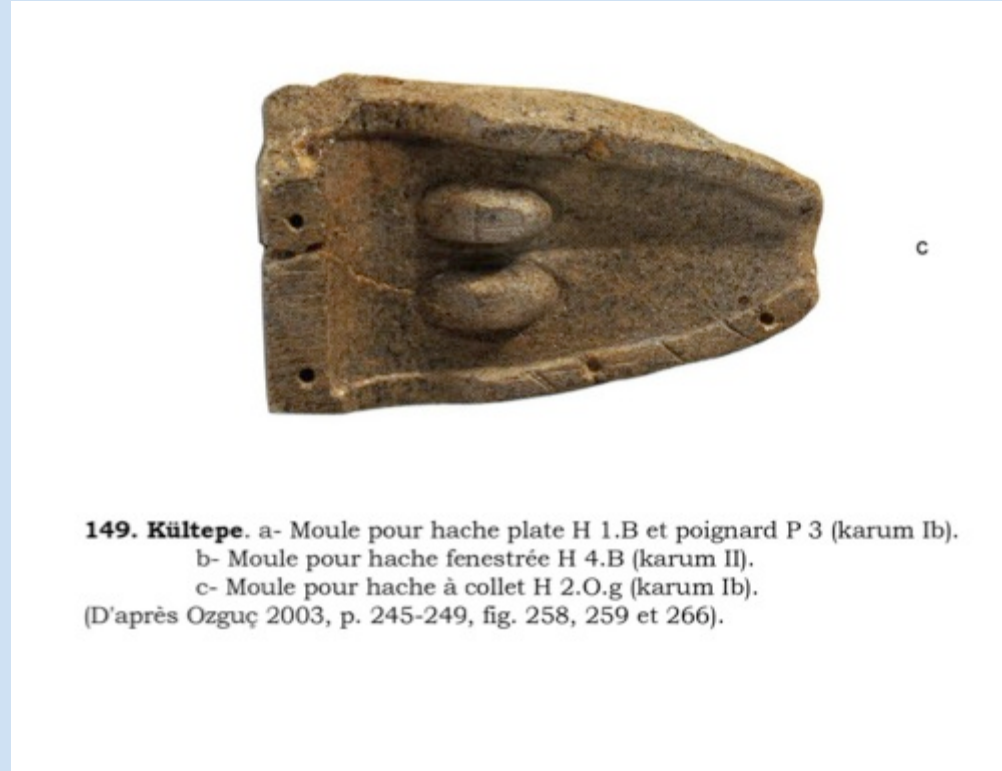 c
149. Kültepe. a- Moule pour hache plate H 1.B et poignard P 3 (karum Ib).
b- Moule pour hache fenestrée H 4.B (karum II).
c- Moule pour hache à collet H 2.O.g (karum Ib).
(D'après Ozguç 2003, p. 245-249, fig. 258, 259 et 266).